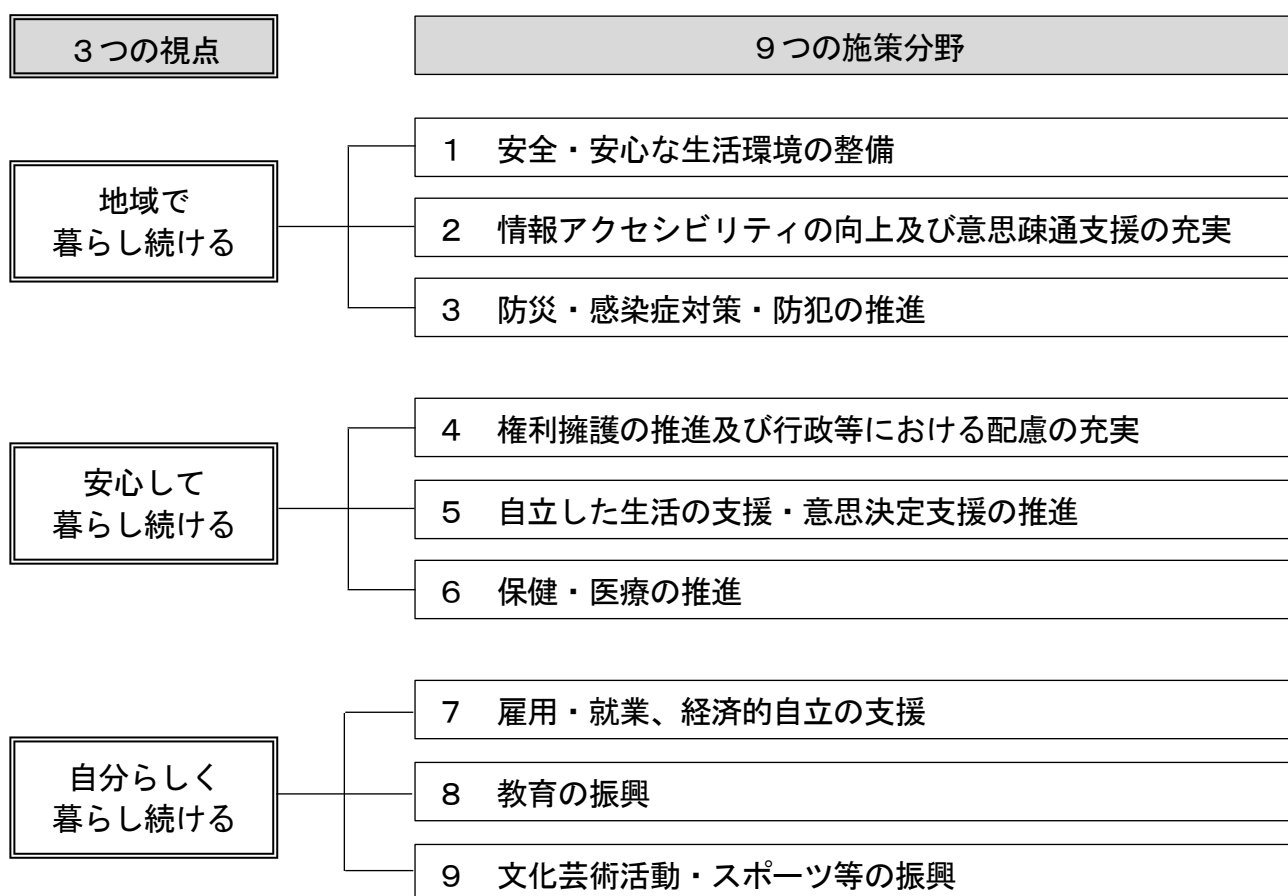 ３つの視点
９つの施策分野
地域で
暮らし続ける
１　安全・安心な生活環境の整備
２　情報アクセシビリティの向上及び意思疎通支援の充実
３　防災・感染症対策・防犯の推進
安心して
暮らし続ける
４　権利擁護の推進及び行政等における配慮の充実
５　自立した生活の支援・意思決定支援の推進
６　保健・医療の推進
自分らしく
暮らし続ける
７　雇用・就業、経済的自立の支援
８　教育の振興
９　文化芸術活動・スポーツ等の振興